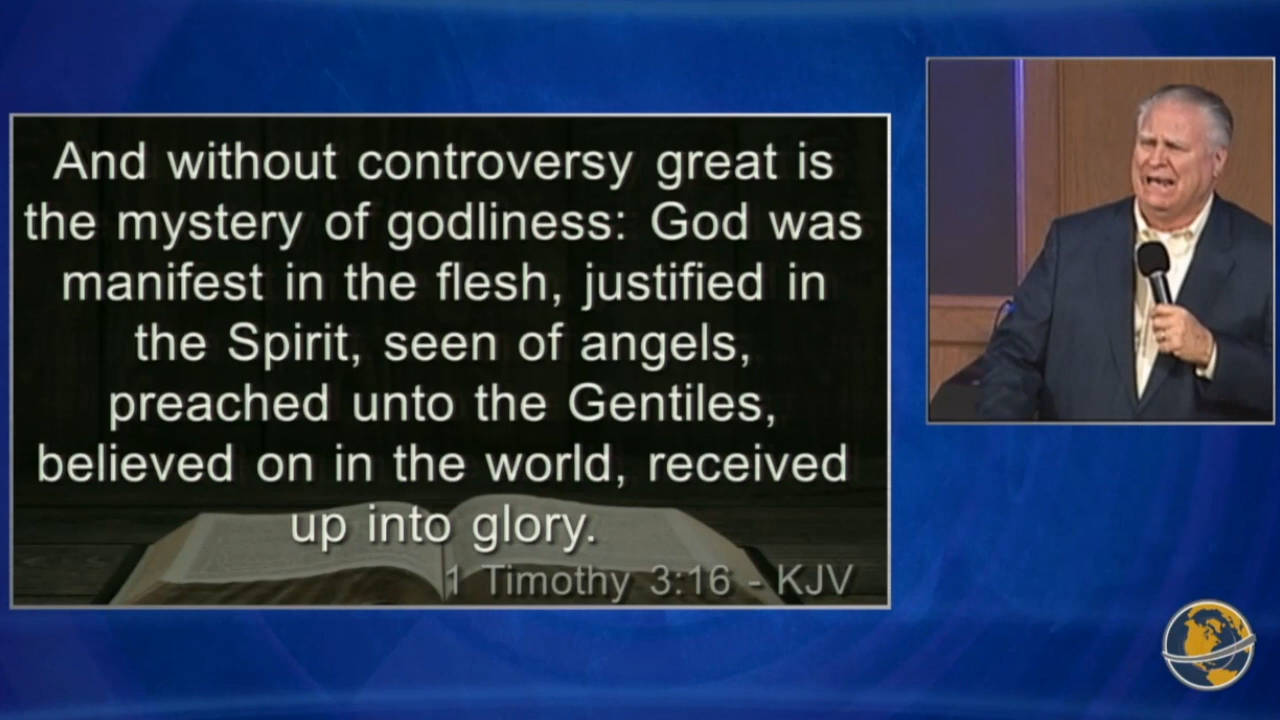 And without controversy great is
the mystery of godliness: God was
manifest in the flesh, justified in
the Spirit, seen of angels,
preached unto the Gentiles,
believed on in the world, received
up into glory.
1 Timothy 3:16 - KJV